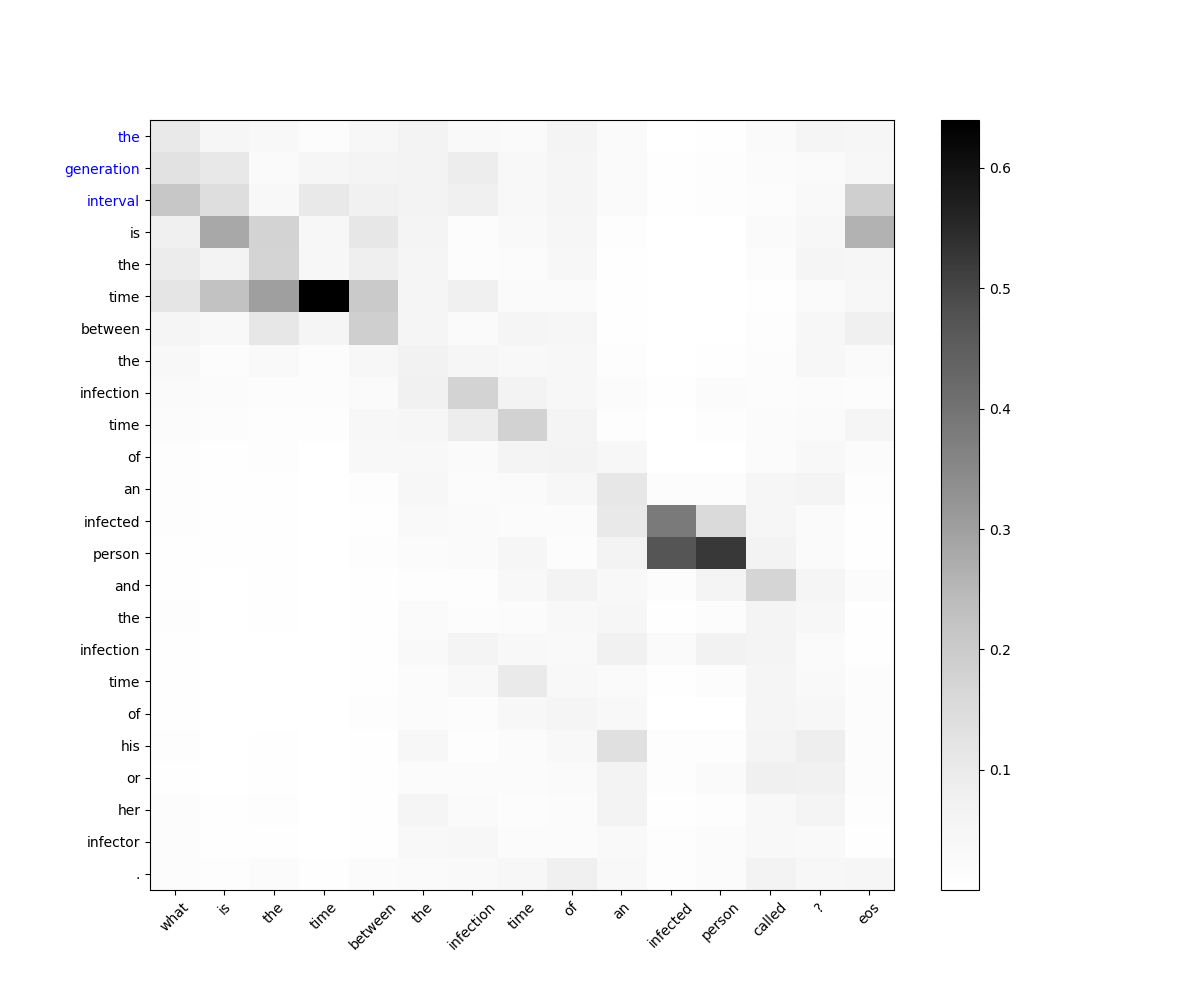 the
generation
interval
is
the
time
between
the
infection
time
of
an
infected
person
and
the
infection
time
of
his
or
her
infector
.
what is the time between the infection time of an infected person called ? eos
0.6
0.5
0.4
0.3
0.2
0.1